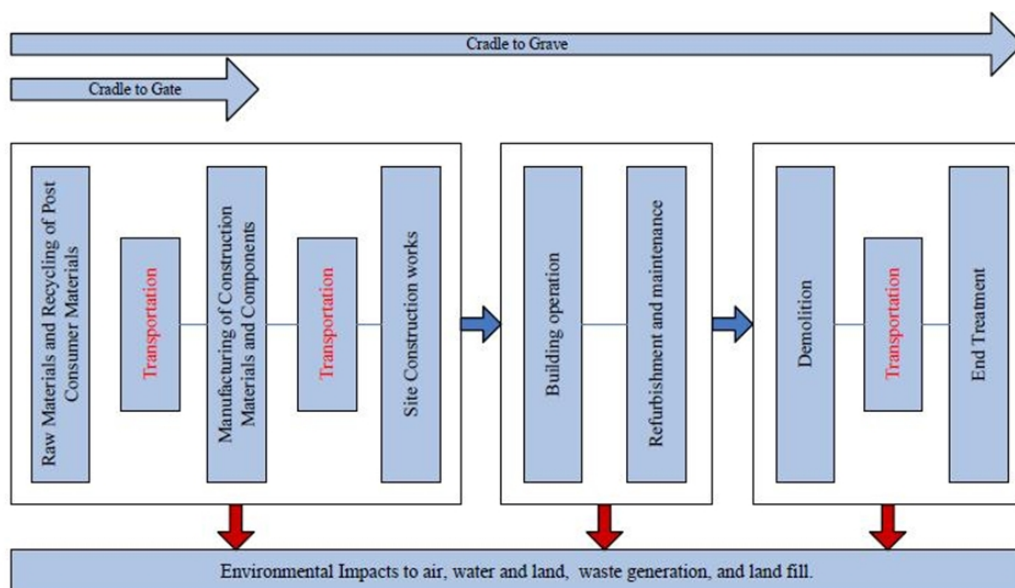 Cradle to Grave
Cradle to Gate
Raw Materials and Recycling of Post
Consumer Materials
Transportation
Manufacturing of Construction
Materials and Components
Transportation
Site Construction works
Building operation
Refurbishment and maintenance
Demolition
Transportation
End Treatment
Environmental Impacts to air, water and land, waste generation, and land fill.